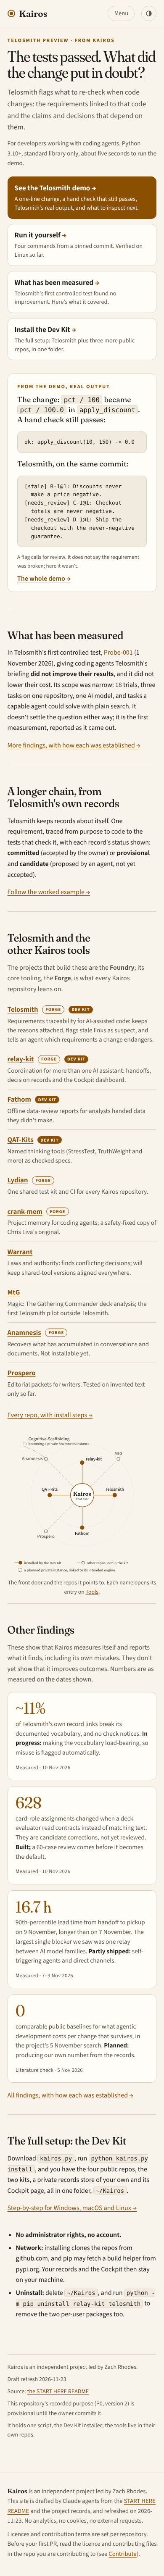 Kairos
Menu
TELOSMITH PREVIEW · FROM KAIROS
The tests passed. What did
the change put in doubt?
Telosmith flags what to re-check when code
changes: the requirements linked to that code
and the claims and decisions that depend on
them.
For developers working with coding agents. Python
3.10+, standard library only, about five seconds to run the
demo.
See the Telosmith demo →
A one-line change, a hand check that still passes,
Telosmith's real output, and what to inspect next.
Run it yourself →
Four commands from a pinned commit. Verified on
Linux so far.
What has been measured →
Telosmith's first controlled test found no
improvement. Here's what it covered.
Install the Dev Kit →
The full setup: Telosmith plus three more public
repos, in one folder.
FROM THE DEMO, REAL OUTPUT
The change: pct / 100 became
pct / 100.0 in apply_discount.
A hand check still passes:
ok: apply_discount(10, 150) -> 0.0
Telosmith, on the same commit:
[stale] R-1@1: Discounts never
make a price negative.
[needs_review] C-1@1: Checkout
totals are never negative.
[needs_review] D-1@1: Ship the
checkout with the never-negative
guarantee.
A flag calls for review. It does not say the requirement
was broken; here it wasn't.
The whole demo →
What has been measured
In Telosmith's first controlled test, Probe-001 (1
November 2026), giving coding agents Telosmith's
briefing did not improve their results, and it did not
lower their cost. Its scope was narrow: 18 trials, three
tasks on one repository, one AI model, and tasks a
capable agent could solve with plain search. It
doesn't settle the question either way; it is the first
measurement, reported as it came out.
More findings, with how each was established →
A longer chain, from
Telosmith's own records
Telosmith keeps records about itself. One
requirement, traced from purpose to code to the
tests that check it, with each record's status shown:
committed (accepted by the owner) or provisional
and candidate (proposed by an agent, not yet
accepted).
Follow the worked example →
Telosmith and the
other Kairos tools
The projects that build these are the Foundry; its
core tooling, the Forge, is what every Kairos
repository leans on.
Telosmith FORGE DEV KIT
Requirements traceability for AI-assisted code: keeps
the reasons attached, flags stale links as suspect, and
tells an agent which requirements a change endangers.
relay-kit FORGE DEV KIT
Coordination for more than one AI assistant: handoffs,
decision records and the Cockpit dashboard.
Fathom DEV KIT
Offline data-review reports for analysts handed data
they didn't make.
QAT-Kits DEV KIT
Named thinking tools (StressTest, TruthWeight and
more) as checked specs.
Lydian FORGE
One shared test kit and CI for every Kairos repository.
crank-mem FORGE
Project memory for coding agents; a safety-fixed copy of
Chris Liva's original.
Warrant
Laws and authority: finds conflicting decisions; will
keep shared-tool versions aligned everywhere.
MtG
Magic: The Gathering Commander deck analysis; the
first Telosmith pilot outside Telosmith.
Anamnesis FORGE
Recovers what has accumulated in conversations and
documents. Not installable yet.
Prospero
Editorial packets for writers. Tested on invented text
only so far.
Every repo, with install steps →
Cognitive-Scaffolding
Anamnesis
relay-kit
MtG
QAT-Kits
Kairos
Telosmith
Prospero
Fathom
installed by the Dev Kit
other repos, not in the Kit
a planned private instance, linked to its intended engine
The front door and the repos it points to. Each name opens its
entry on Tools.
Other findings
These show that Kairos measures itself and reports
what it finds, including on its own mistakes. They don't
yet show that it improves outcomes. Numbers are as
measured on the dates shown.
~11%
of Telosmith's own record links break its
documented vocabulary, and no check notices. In
progress: making the vocabulary load-bearing, so
misuse is flagged automatically.
Measured · 10 Nov 2026
628
card-role assignments changed when a deck
evaluator read contracts instead of matching text.
They are candidate corrections, not yet reviewed.
Built; a 60-case review comes before it becomes
the default.
Measured · 10 Nov 2026
16.7 h
90th-percentile lead time from handoff to pickup
on 9 November, longer than on 7 November. The
largest single blocker we saw was one relay
between AI model families. Partly shipped: self-
triggering agents and direct channels.
Measured · 7–9 Nov 2026
0
comparable public baselines for what agentic
command costs per change that survives, in
the project's 5 November search. Planned:
producing our own number from the records.
Literature check · 5 Nov 2026
All findings, with how each was established →
The full setup: the Dev Kit
Download kairos.py, run python kairos.py
install, and you have the four public repos, the
two kits, a private records store of your own and its
Cockpit page, all in one folder, ~/Kairos.
Step-by-step for Windows, macOS and Linux →
• No administrator rights, no account.
• Network: installing clones the repos from
github.com, and pip may fetch a build helper from
pypi.org. Your records and the Cockpit then stay
on your machine.
• Uninstall: delete ~/Kairos, and run python -
m pip uninstall relay-kit telosmith to
remove the two per-user packages too.
Kairos is an independent project led by Zach Rhodes.
Draft refresh 2026-11-23
Source: the START HERE README
This repository's recorded purpose (P0, version 2) is
provisional until the owner commits it.
It holds one script, the Dev Kit installer; the tools live in their
own repos.
Kairos is an independent project led by Zach Rhodes.
This site is drafted by Claude agents from the START HERE
README and the project records, and refreshed on 2026-
11-23. No analytics, no cookies, no external requests.
Licences and contribution terms are set per repository.
Before your first PR, read the licence and contributing files
in the repo you are contributing to (see Contribute).